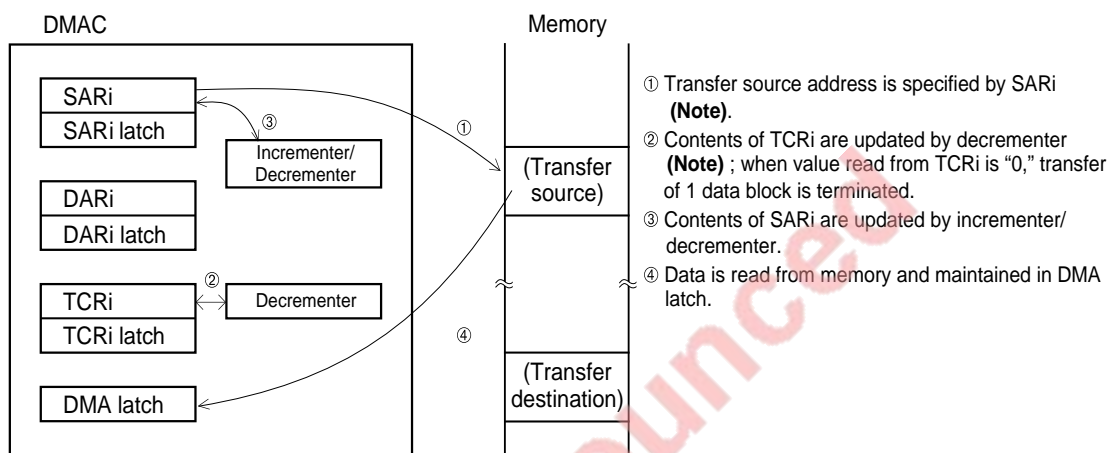 DMAC
Memory
SARi
SARi latch
③
Incrementer/
Decrementer
①
(Transfer
source)
DARi
DARi latch
②
TCRi
TCRi latch
Decrementer
④
(Transfer
destination)
DMA latch
① Transfer source address is specified by SARi
(Note).
② Contents of TCRi are updated by decrementer
(Note) ; when value read from TCRi is “0,” transfer
of 1 data block is terminated.
③ Contents of SARi are updated by incrementer/
decrementer.
④ Data is read from memory and maintained in DMA
latch.
ounced